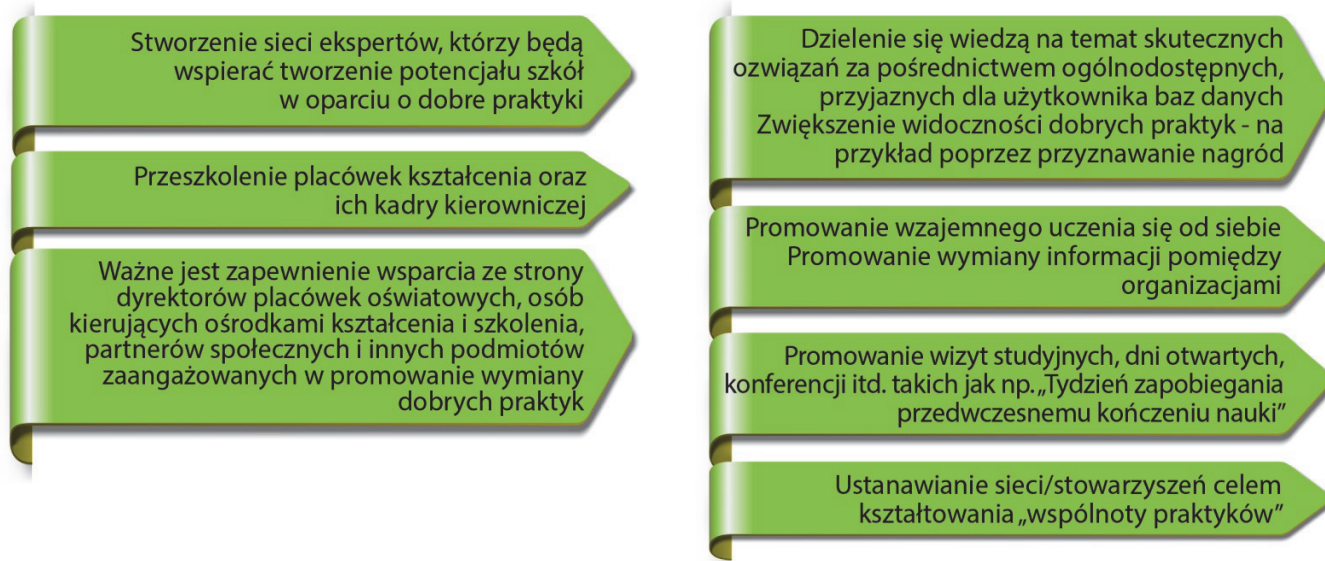 Stworzenie sieci ekspertów, którzy będą
wspierać tworzenie potencjału szkół
w oparciu o dobre praktyki
Przeszkolenie placówek kształcenia oraz
ich kadry kierowniczej
Ważne jest zapewnienie wsparcia ze strony
dyrektorów placówek oświatowych, osób
kierujących ośrodkami kształcenia i szkolenia,
partnerów społecznych i innych podmiotów
zaangażowanych w promowanie wymiany
dobrych praktyk
Dzielenie się wiedzą na temat skutecznych
ozwiązań za pośrednictwem ogólnodostępnych,
przyjaznych dla użytkownika baz danych
Zwiększenie widoczności dobrych praktyk - na
przykład poprzez przyznawanie nagród
Promowanie wzajemnego uczenia się od siebie
Promowanie wymiany informacji pomiędzy
organizacjami
Promowanie wizyt studyjnych, dni otwartych,
konferencji itd. takich jak np. „Tydzień zapobiegania
przedwczesnemu kończeniu nauki”
Ustanawianie sieci/stowarzyszeń celem
kształtowania „wspólnoty praktyków”